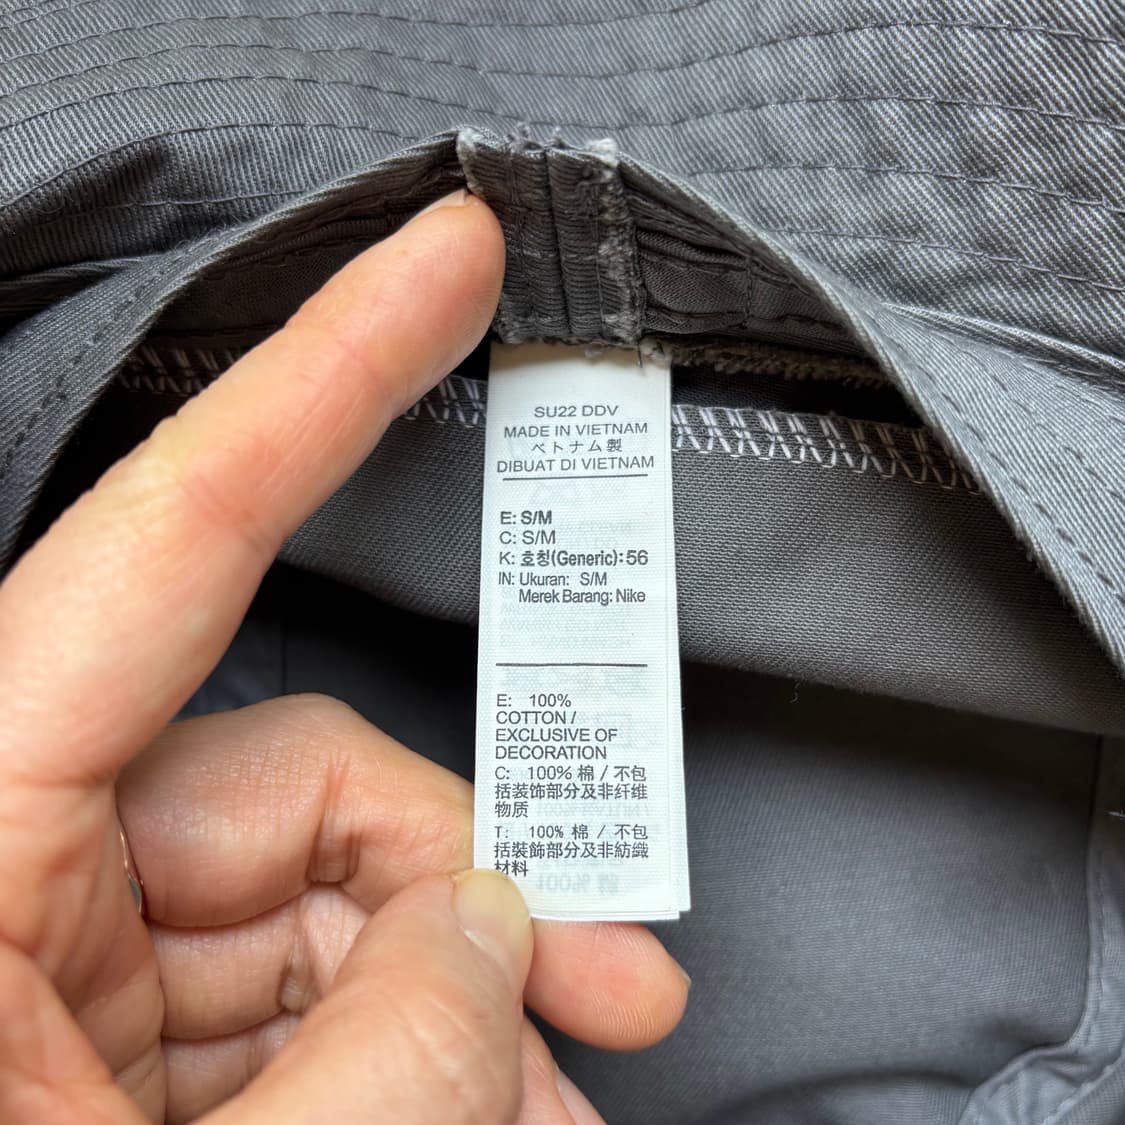 SU22 DDV
MADE IN VIETNAM
ベトナム製
DIBUAT DI VIETNAM
E: S/M
C: S/M
K: 호칭(Generic): 56
IN: Ukuran: S/M
Merek Barang: Nike
E: 100%
COTTON /
EXCLUSIVE OF
DECORATION
C: 100% 棉 / 不包
括装饰部分及非纤维
物质
T: 100% 棉 / 不包
括裝飾部分及非紡織
材料